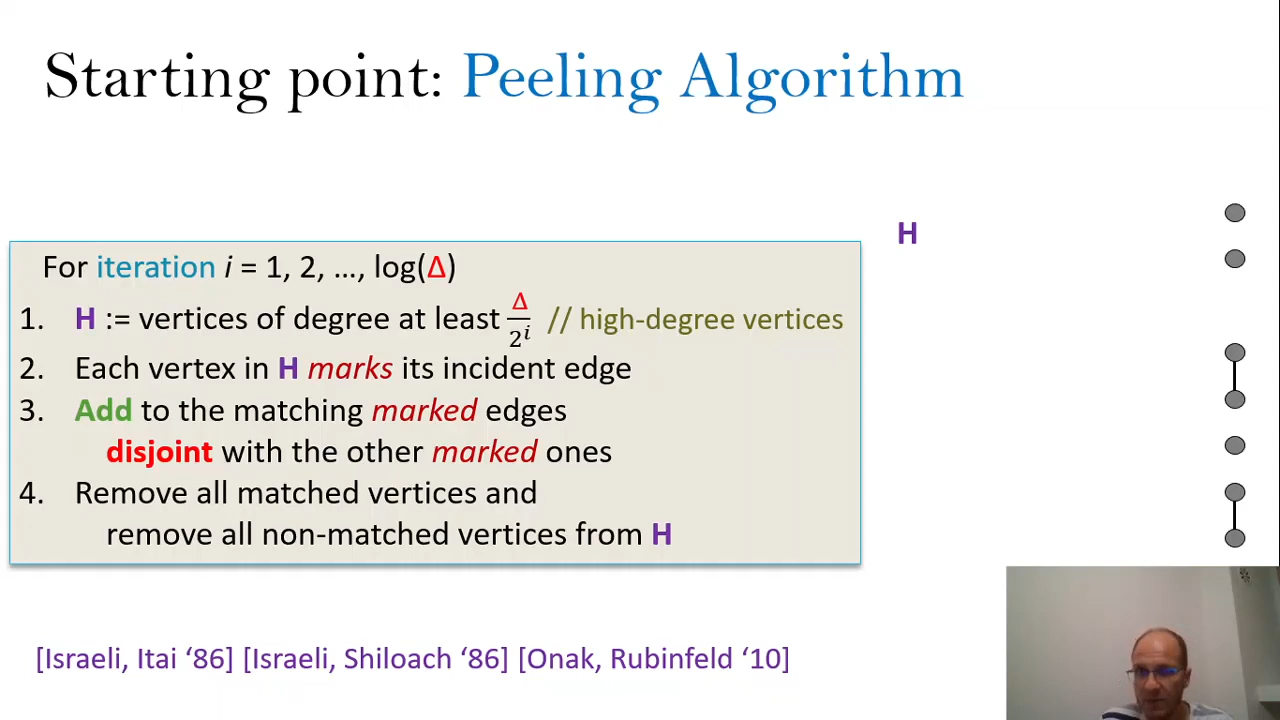 Starting point: Peeling Algorithm
H
For iteration i = 1, 2, ..., log(Δ)
1. H := vertices of degree at least Δ/2^i // high-degree vertices
2. Each vertex in H marks its incident edge
3. Add to the matching marked edges
disjoint with the other marked ones
4. Remove all matched vertices and
remove all non-matched vertices from H
[Israeli, Itai ‘86] [Israeli, Shiloach ‘86] [Onak, Rubinfeld ‘10]